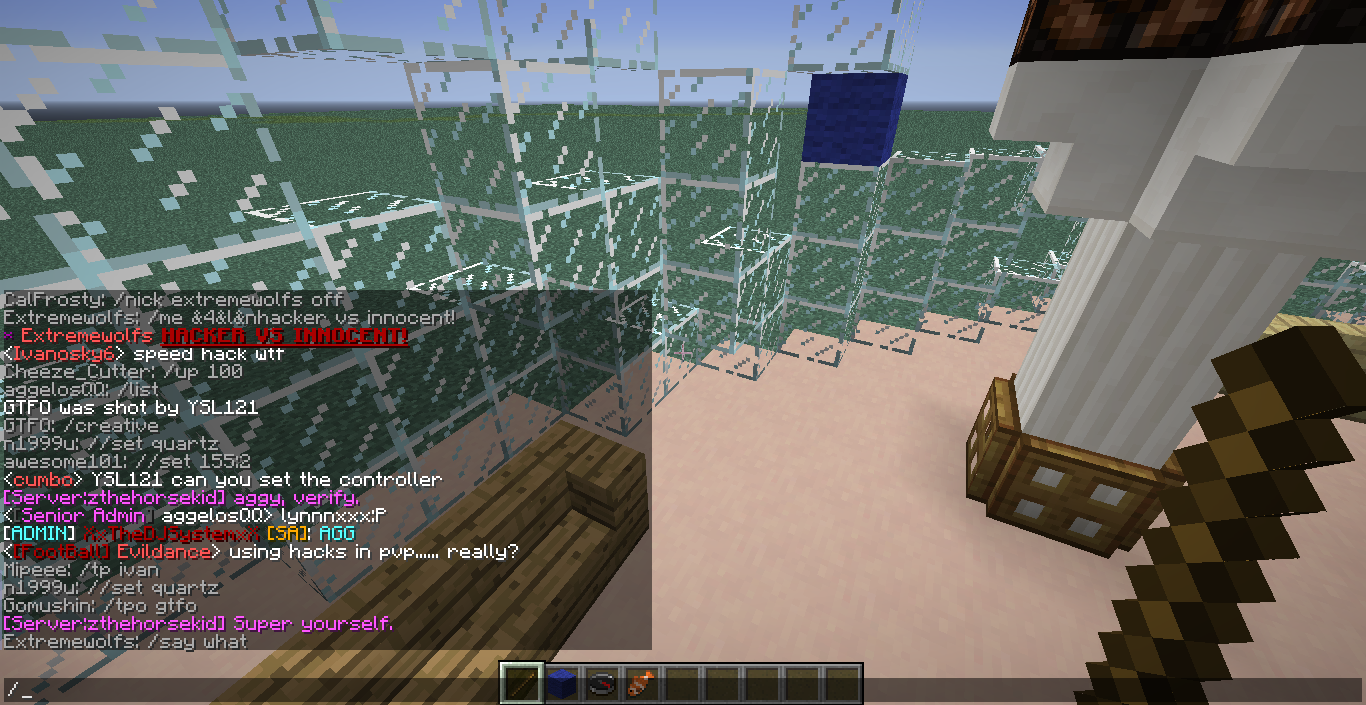 CalFrosty: /nick extremewolfs off
Extremewolfs: /me &4&l&nhacker vs innocent!
* Extremewolfs HACKER VS INNOCENT!
<Ivanosky6> speed hack wtf
Cheeze_Cutter: /up 100
aggelosQQ: /list
GTFO was shot by YSL121
GTFO: /creative
n1999u: //set quartz
awesome101: //set 155:2
<cumbo> YSL121 can you set the controller
[Server:zthehorsekid] aggy, verify.
<[Senior Admin] aggelosQQ> lynnnxxx:P
[ADMIN] XxTheDJSystemxX [SA]: AGG
<[FootBall] Evildance> using hacks in pvp...... really?
Mipeee: /tp ivan
n1999u: //set quartz
Gomushin: /tpo gtfo
[Server:zthehorsekid] Super yourself.
Extremewolfs: /say what
/_